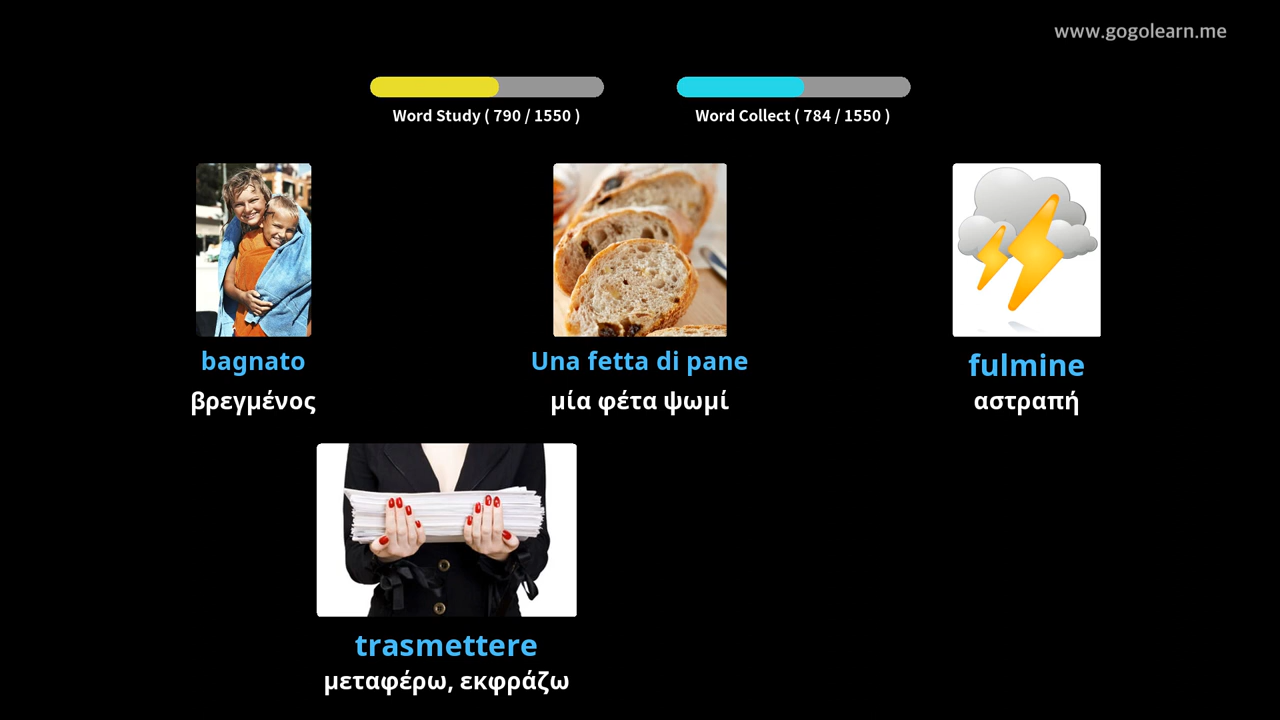 www.gogolearn.me
Word Study ( 790 / 1550 )
Word Collect ( 784 / 1550 )
bagnato
βρεγμένος
Una fetta di pane
μία φέτα ψωμί
fulmine
αστραπή
trasmettere
μεταφέρω, εκφράζω